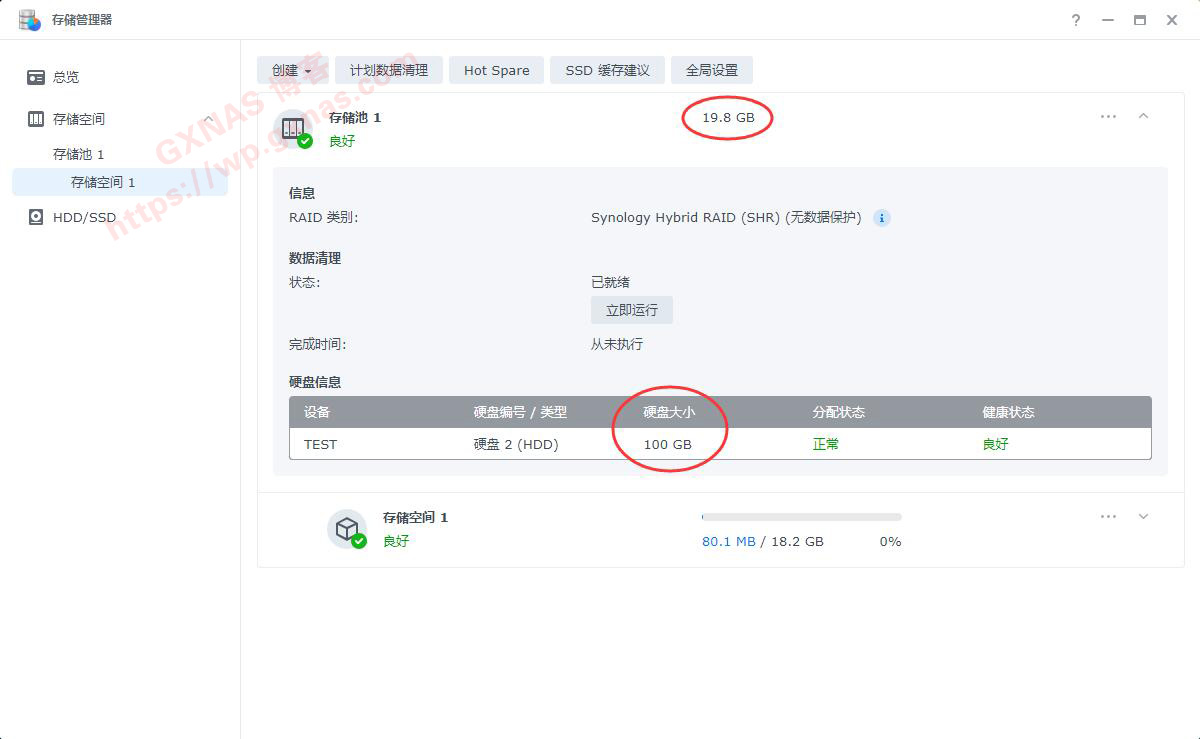 存储管理器
总览
存储空间
存储池 1
存储空间 1
HDD/SSD
创建 计划数据清理 Hot Spare SSD 缓存建议 全局设置
存储池 1 19.8 GB
良好
信息
RAID 类别: Synology Hybrid RAID (SHR) (无数据保护)
数据清理
状态: 已就绪
立即运行
完成时间: 从未执行
硬盘信息
设备 硬盘编号 / 类型 硬盘大小 分配状态 健康状态
TEST 硬盘 2 (HDD) 100 GB 正常 良好
存储空间 1
良好 80.1 MB / 18.2 GB 0%
GXNAS 博客
https://wp.gxnas.com